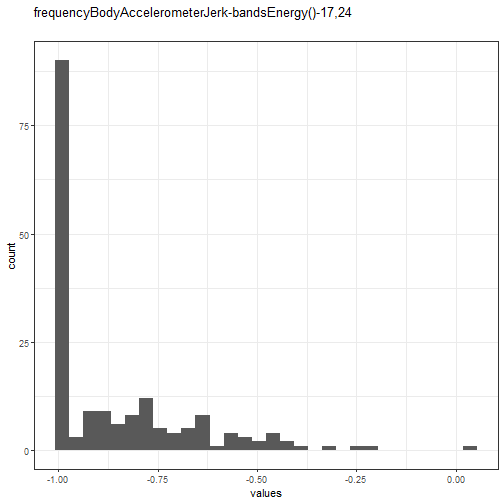 frequencyBodyAccelerometerJerk-bandsEnergy()-17,24
75
50
25
0
count
-1.00 -0.75 -0.50 -0.25 0.00
values